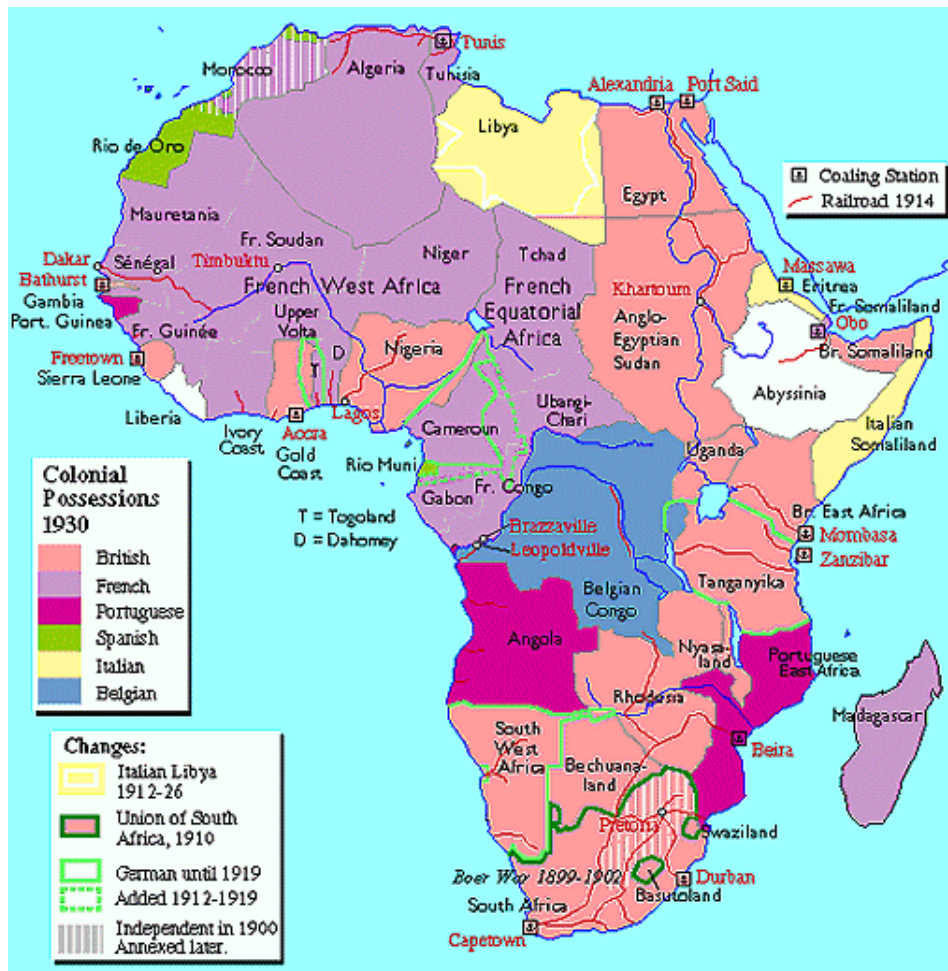 Morocco
Algeria
Tunis
Tunisia
Alexandria
Port Said
Libya
Egypt
Rio de Oro
Coaling Station
Railroad 1914
Mauretania
Fr. Soudan
Niger
Tchad
Dakar
Sénégal
Timbuktu
French West Africa
French
Equatorial
Africa
Khartoum
Massawa
Eritrea
Fr. Somaliland
Obo
Bathurst
Gambia
Port. Guinea
Fr. Guinée
Upper
Volta
T
D
Nigeria
Anglo-
Egyptian
Sudan
Br. Somaliland
Freetown
Sierra Leone
Abyssinia
Liberia
Ivory
Coast
Accra
Gold
Coast
Lagos
Cameroun
Ubangi-
Chari
Uganda
Italian
Somaliland
Rio Muni
Gabon
Fr. Congo
Br. East Africa
T = Togoland
D = Dahomey
Brazzaville
Leopoldville
Mombasa
Zanzibar
Belgian
Congo
Tanganyika
Colonial
Possessions
1930
British
French
Portuguese
Spanish
Italian
Belgian
Angola
Nyasa-
land
Portuguese
East Africa
Rhodesia
Madagascar
South
West
Africa
Bechuana-
land
Beira
Changes:
Italian Libya
1912-26
Union of South
Africa, 1910
German until 1919
Added 1912-1919
Independent in 1900
Annexed later.
Pretoria
Swaziland
Boer War 1899-1902
Durban
Basutoland
South Africa
Capetown